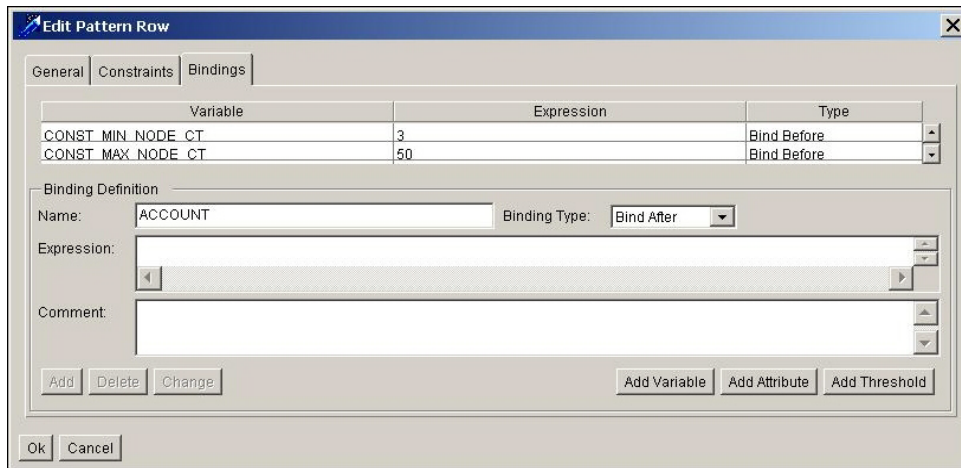 Edit Pattern Row
General Constraints Bindings
Variable Expression Type
CONST_MIN_NODE_CT 3 Bind Before
CONST_MAX_NODE_CT 50 Bind Before
Binding Definition
Name: ACCOUNT Binding Type: Bind After
Expression:
Comment:
Add Delete Change Add Variable Add Attribute Add Threshold
Ok Cancel